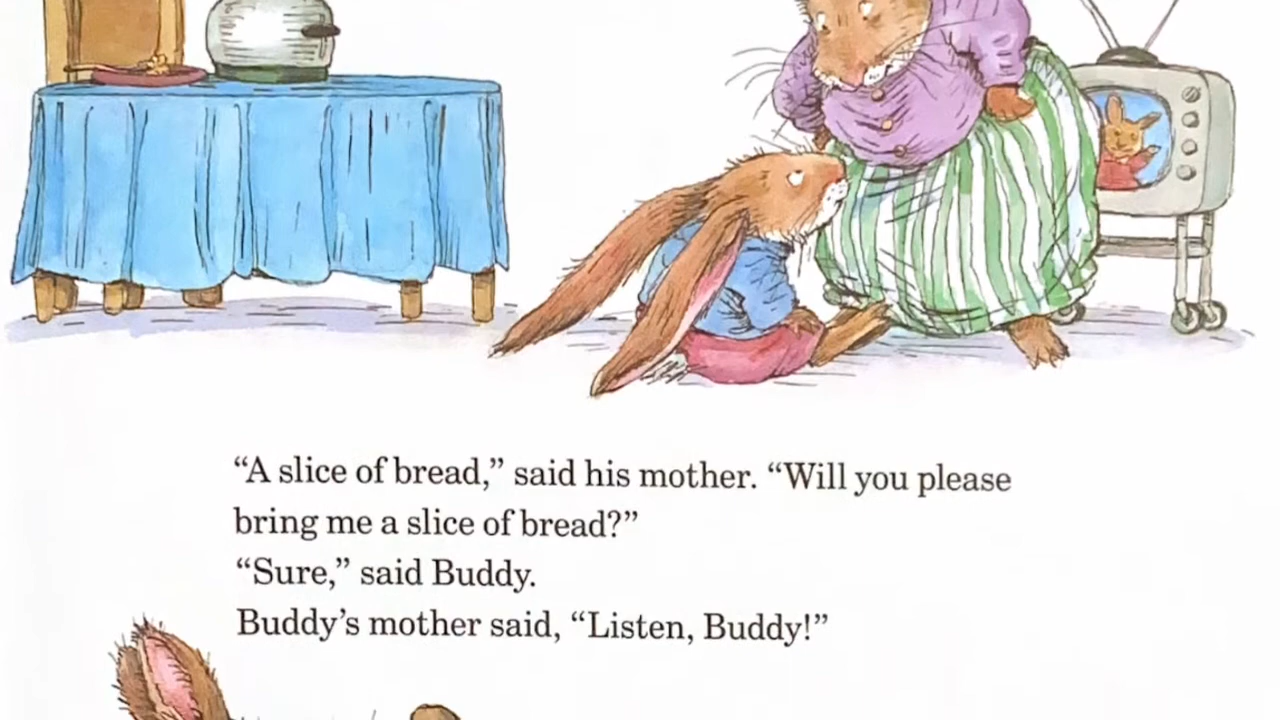 “A slice of bread,” said his mother. “Will you please
bring me a slice of bread?”
“Sure,” said Buddy.
Buddy’s mother said, “Listen, Buddy!”